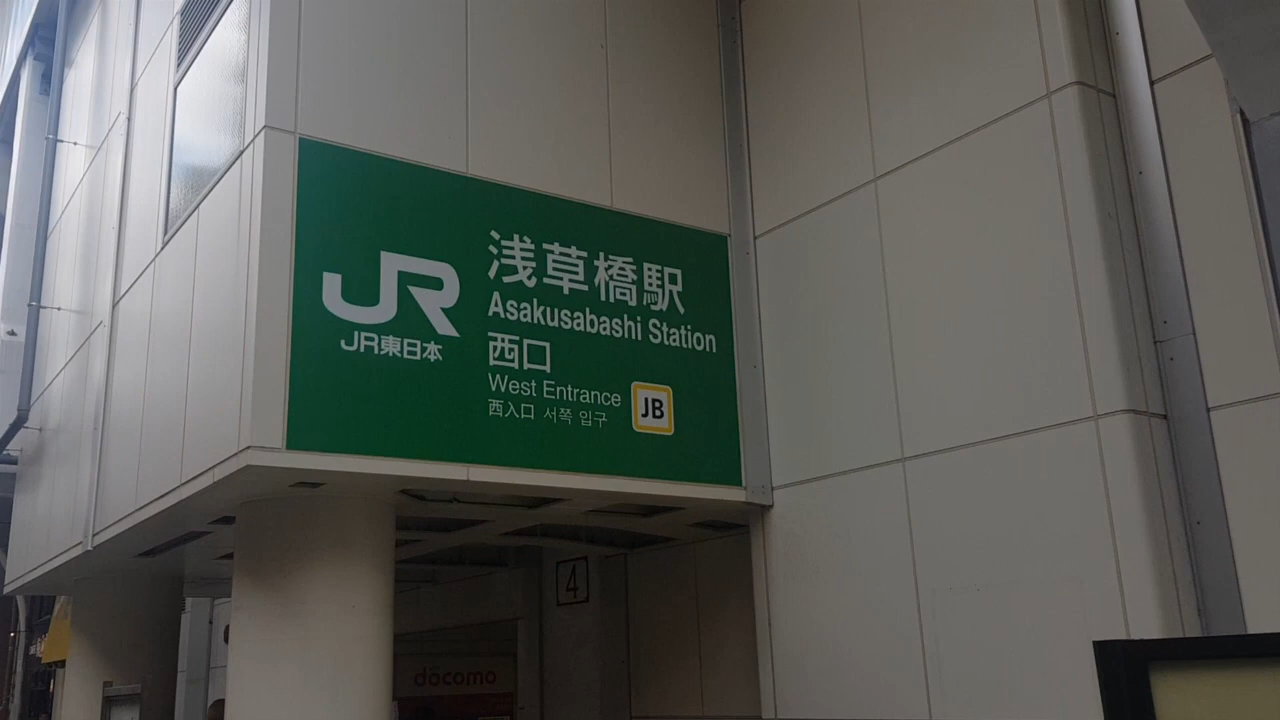 JR
JR東日本
浅草橋駅
Asakusabashi Station
西口
West Entrance
西入口 서쪽 입구
JB
4
döcomo